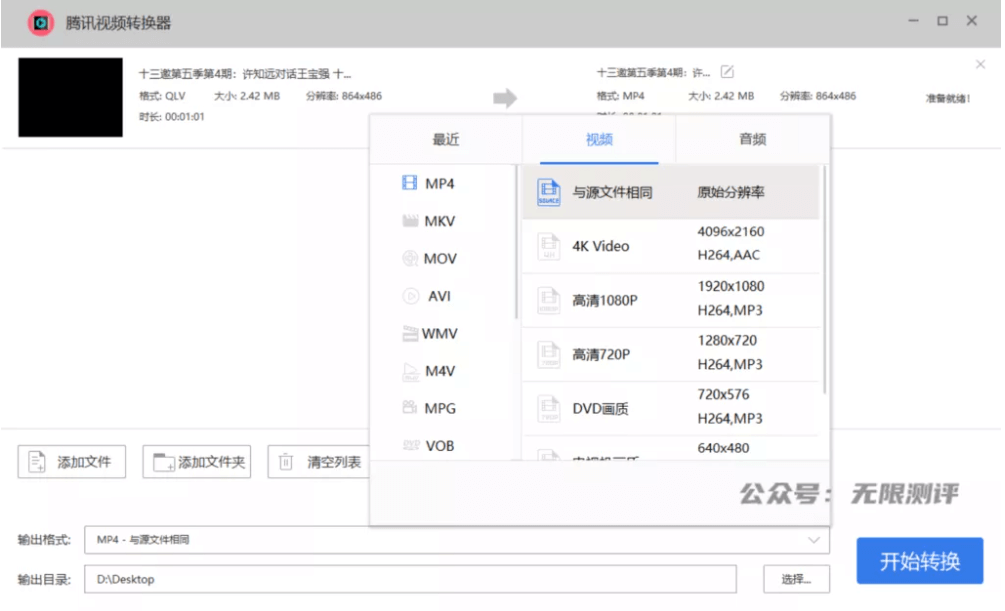 腾讯视频转换器
十三邀第五季第4期：许知远对话王宝强 十...
格式: QLV 大小: 2.42 MB 分辨率: 864x486
时长: 00:01:01
十三邀第五季第4期：许...
格式: MP4 大小: 2.42 MB 分辨率: 864x486
准备就绪！
最近 视频 音频
MP4
MKV
MOV
AVI
WMV
M4V
MPG
VOB
与源文件相同 原始分辨率
4K Video 4096x2160
H264,AAC
高清1080P 1920x1080
H264,MP3
高清720P 1280x720
H264,MP3
DVD画质 720x576
H264,MP3
640x480
添加文件 添加文件夹 清空列表
公众号：无限测评
输出格式: MP4 - 与源文件相同
开始转换
输出目录: D:\Desktop 选择...